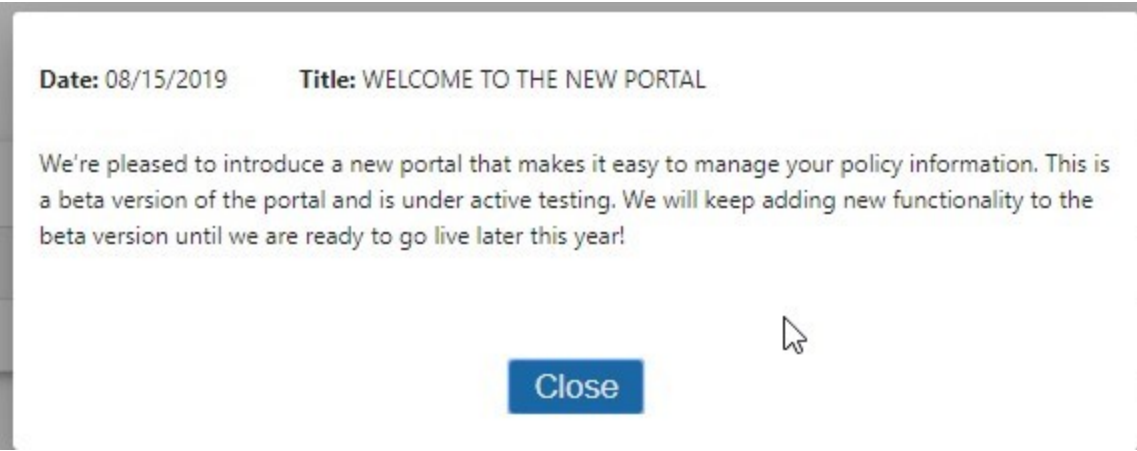 Date: 08/15/2019 Title: WELCOME TO THE NEW PORTAL
We're pleased to introduce a new portal that makes it easy to manage your policy information. This is
a beta version of the portal and is under active testing. We will keep adding new functionality to the
beta version until we are ready to go live later this year!
Close